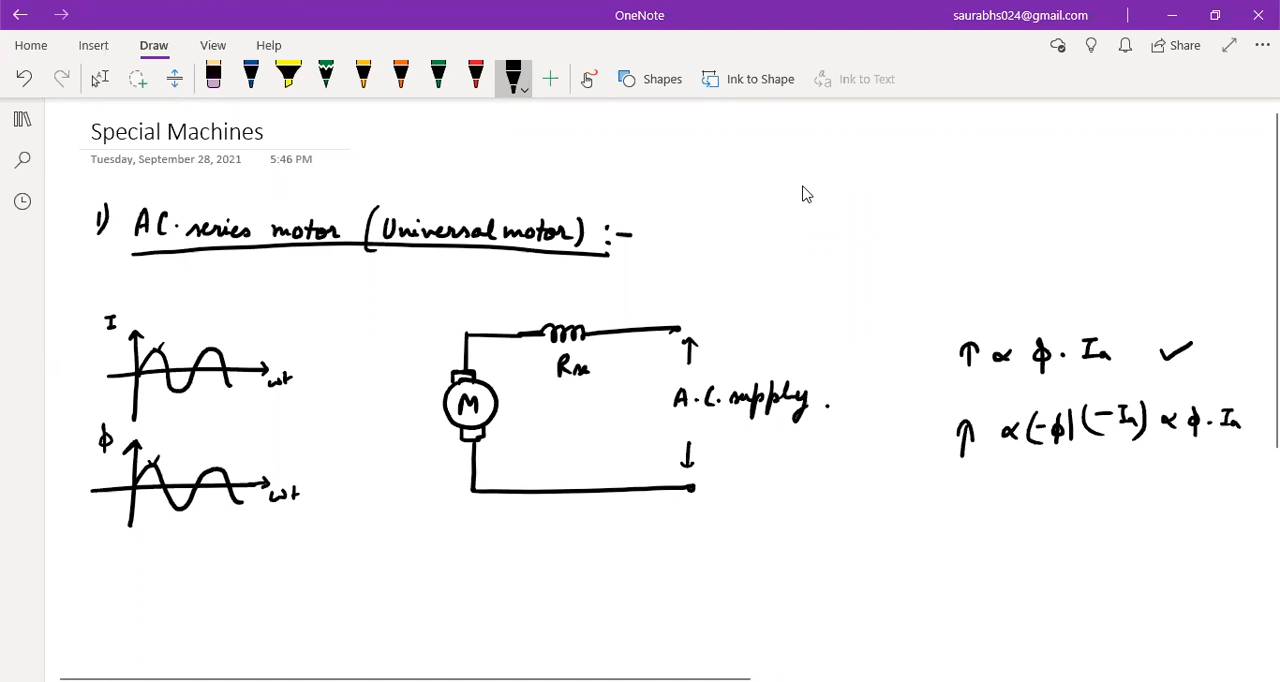 OneNote
saurabhs024@gmail.com
Home Insert Draw View Help
Share
Shapes Ink to Shape Ink to Text
Special Machines
Tuesday, September 28, 2021 5:46 PM
1) A C. series motor (Universal motor) :-
I
ωt
ϕ
ωt
M
Rse
A.C. supply.
↑ ∝ ϕ . Ia ✓
↑ ∝ (-ϕ) (-Ia) ∝ ϕ . Ia